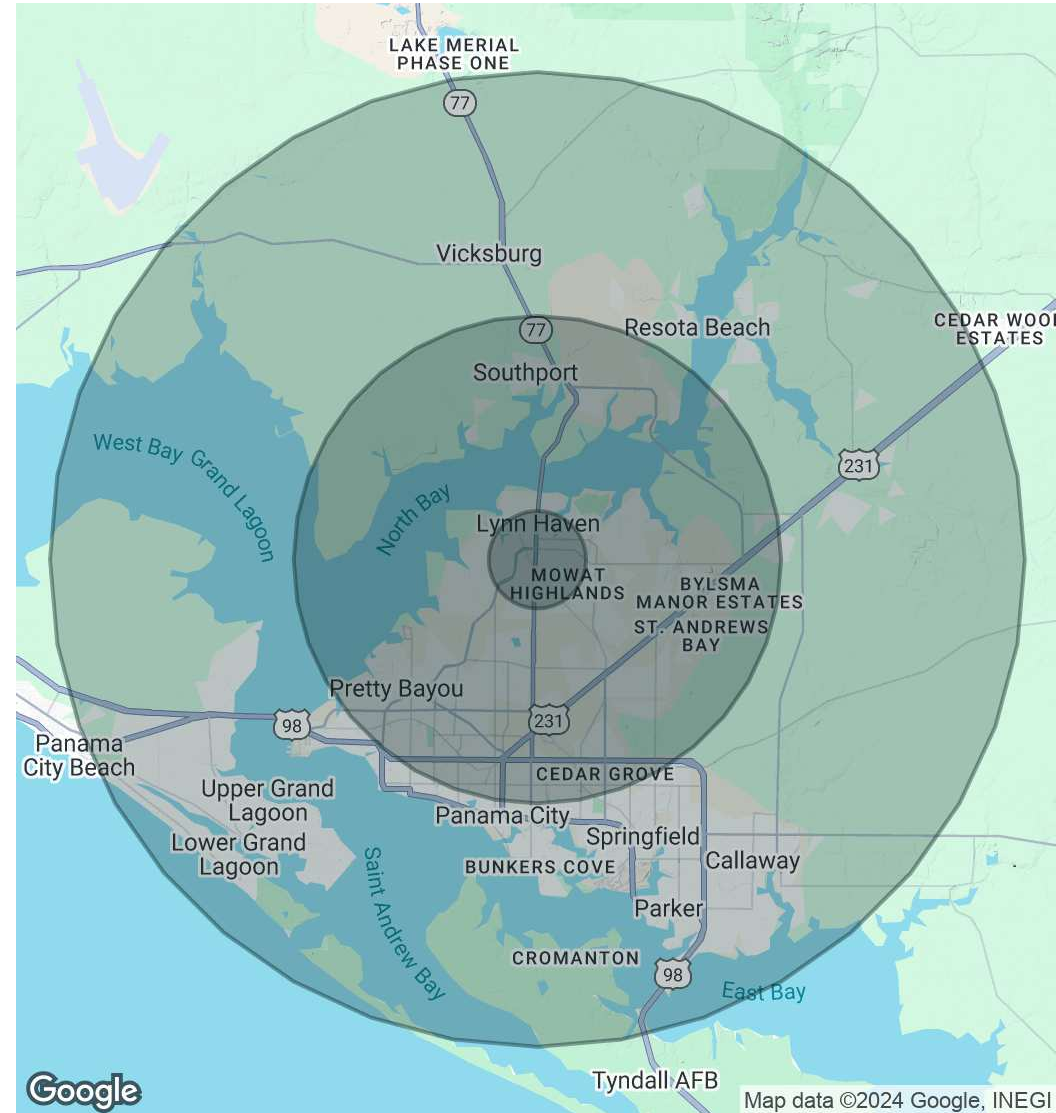 LAKE MERIAL
PHASE ONE
77
Vicksburg
77
Resota Beach
CEDAR WOO
ESTATES
Southport
West Bay
Grand Lagoon
231
North Bay
Lynn Haven
MOWAT
HIGHLANDS
BYLSMA
MANOR ESTATES
ST. ANDREWS
BAY
Pretty Bayou
98
231
Panama
City Beach
CEDAR GROVE
Upper Grand
Lagoon
Panama City
Springfield
Lower Grand
Lagoon
BUNKERS COVE
Callaway
Saint Andrew Bay
Parker
CROMANTON
98
East Bay
Tyndall AFB
Google
Map data ©2024 Google, INEGI